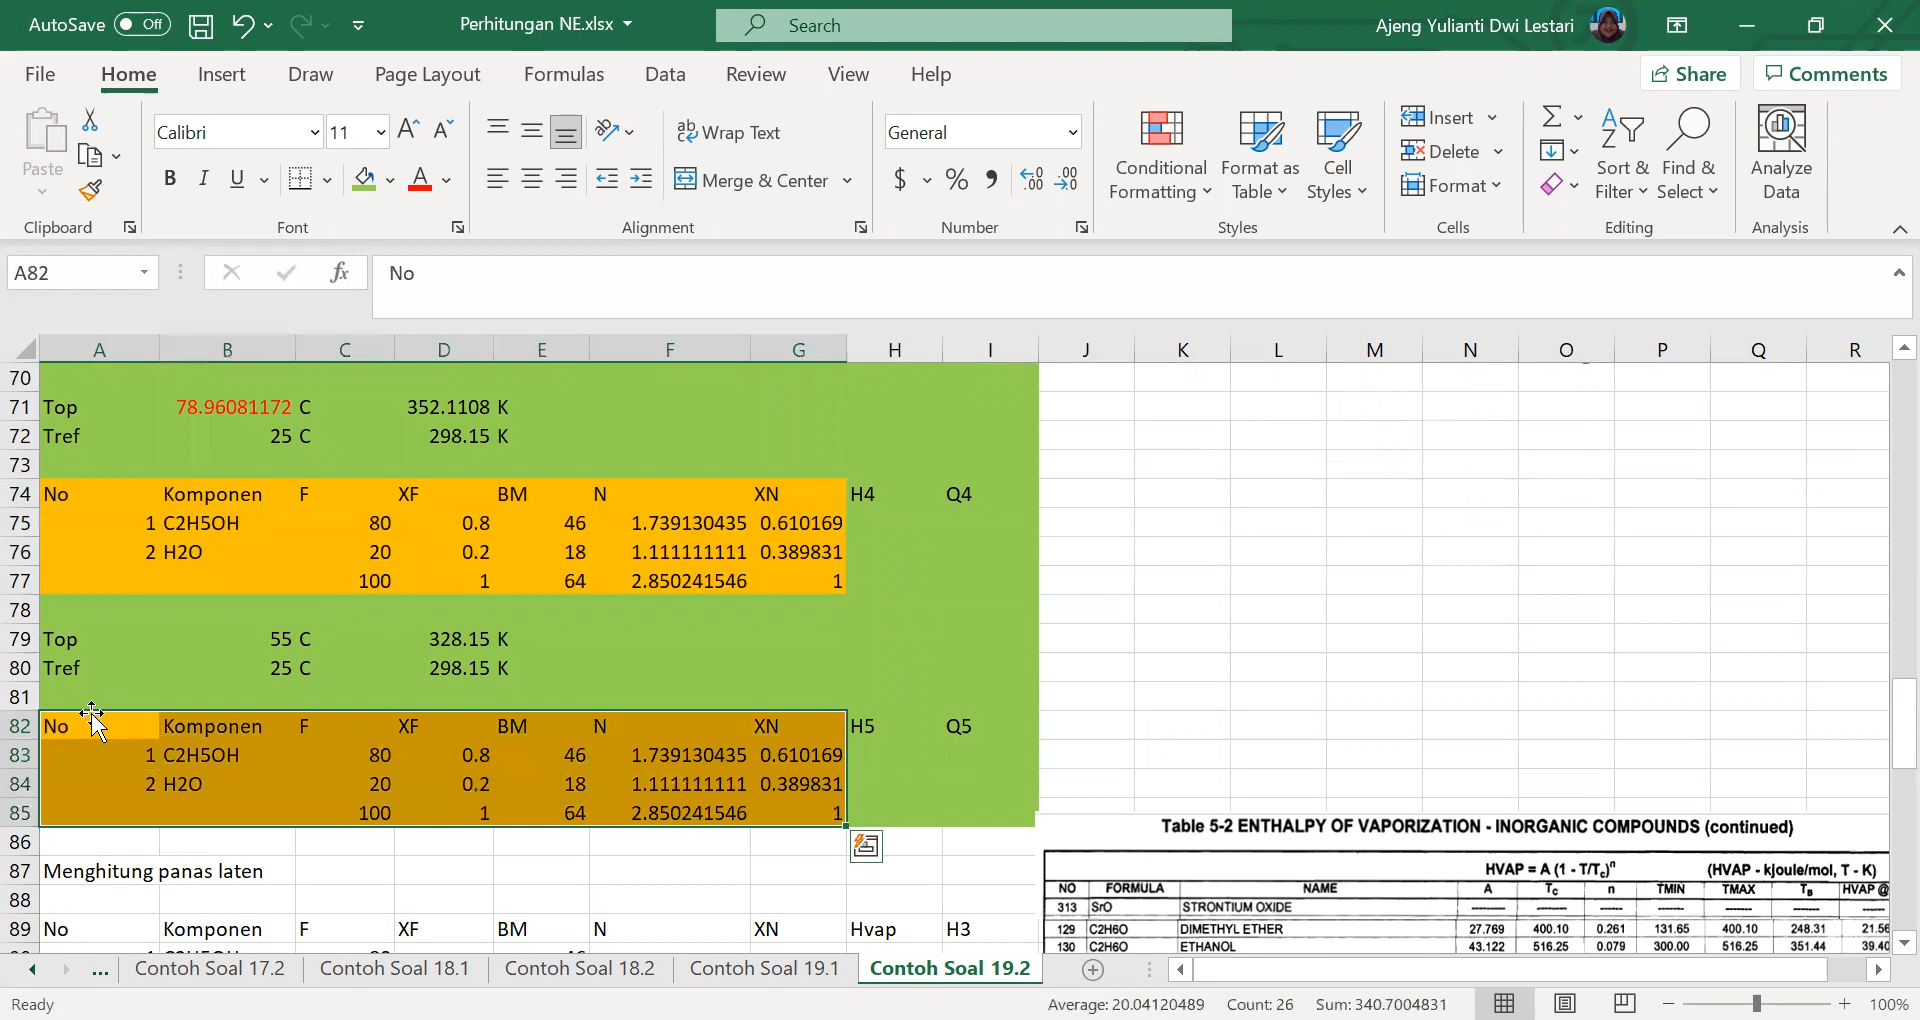 AutoSave Off Perhitungan NE.xlsx Search Ajeng Yulianti Dwi Lestari
File Home Insert Draw Page Layout Formulas Data Review View Help Share Comments
Paste Calibri 11 Wrap Text General Conditional Formatting Format as Table Cell Styles Insert Sort & Filter Find & Select Analyze Data
B I U Merge & Center $ % Delete
Format
Clipboard Font Alignment Number Styles Cells Editing Analysis
A82 fx No
A B C D E F G H I J K L M N O P Q R
70
71 Top 78.96081172 C 352.1108 K
72 Tref 25 C 298.15 K
73
74 No Komponen F XF BM N XN H4 Q4
75 1 C2H5OH 80 0.8 46 1.739130435 0.610169
76 2 H2O 20 0.2 18 1.111111111 0.389831
77 100 1 64 2.850241546 1
78
79 Top 55 C 328.15 K
80 Tref 25 C 298.15 K
81
82 No Komponen F XF BM N XN H5 Q5
83 1 C2H5OH 80 0.8 46 1.739130435 0.610169
84 2 H2O 20 0.2 18 1.111111111 0.389831
85 100 1 64 2.850241546 1
86
87 Menghitung panas laten
88
89 No Komponen F XF BM N XN Hvap H3
Table 5-2 ENTHALPY OF VAPORIZATION - INORGANIC COMPOUNDS (continued)
HVAP = A (1 - T/Tc)ⁿ (HVAP - kjoule/mol, T - K)
NO FORMULA NAME A Tc n TMIN TMAX TB HVAP @
313 SrO STRONTIUM OXIDE ------- ------- ------- ------- ------- -------
129 C2H6O DIMETHYL ETHER 27.769 400.10 0.261 131.65 400.10 248.31 21.56
130 C2H6O ETHANOL 43.122 516.25 0.079 300.00 516.25 351.44 39.40
... Contoh Soal 17.2 Contoh Soal 18.1 Contoh Soal 18.2 Contoh Soal 19.1 Contoh Soal 19.2
Ready Average: 20.04120489 Count: 26 Sum: 340.7004831 100%